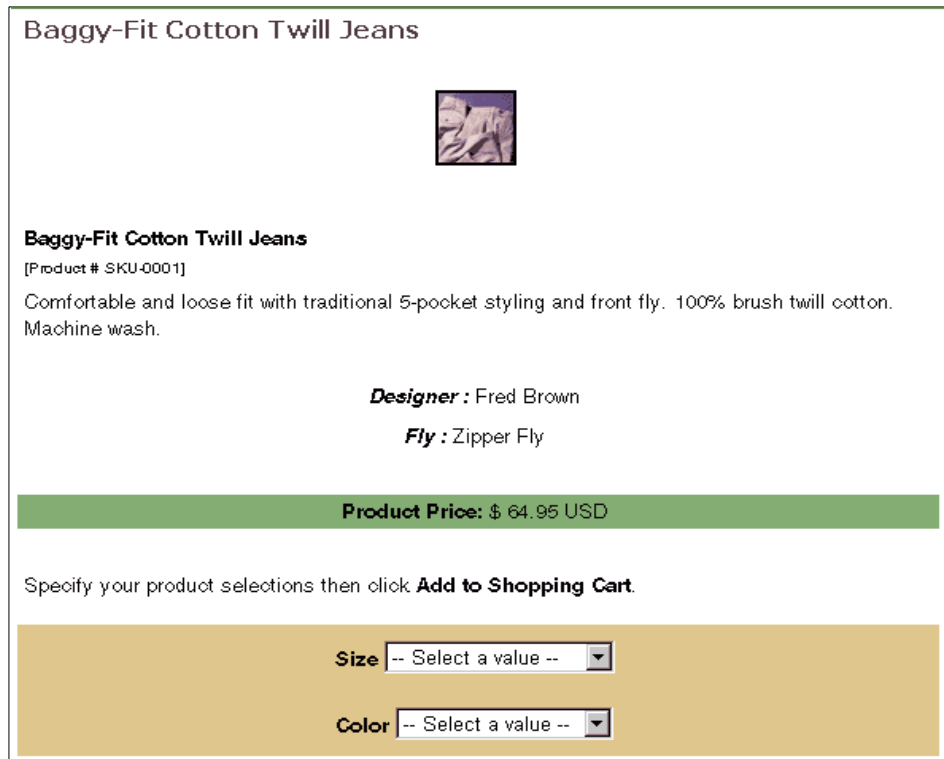 Baggy-Fit Cotton Twill Jeans
Baggy-Fit Cotton Twill Jeans
[Product # SKU-0001]
Comfortable and loose fit with traditional 5-pocket styling and front fly. 100% brush twill cotton.
Machine wash.
Designer : Fred Brown
Fly : Zipper Fly
Product Price: $ 64.95 USD
Specify your product selections then click Add to Shopping Cart.
Size -- Select a value --
Color -- Select a value --